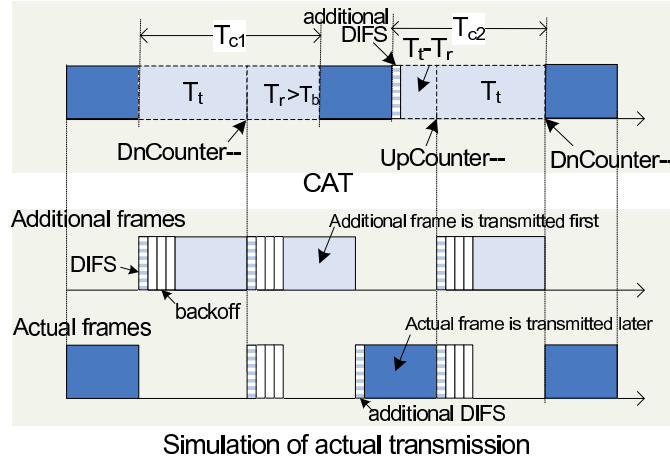 additional
DIFS
T_c1
T_c2
T_t-T_r
T_t
T_r>T_b
T_t
DnCounter--
UpCounter--
DnCounter--
CAT
Additional frames
Additional frame is transmitted first
DIFS
backoff
Actual frames
Actual frame is transmitted later
additional DIFS
Simulation of actual transmission